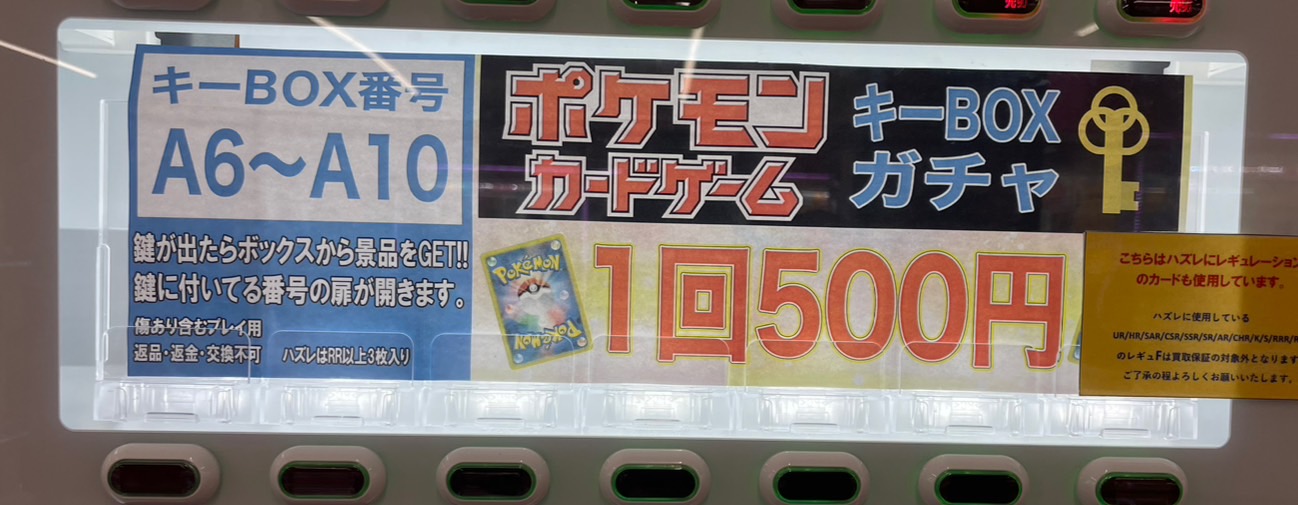 売切
売切
キーBOX番号
A6～A10
鍵が出たらボックスから景品をGET!!
鍵に付いてる番号の扉が開きます。
傷あり含むプレイ用
返品・返金・交換不可 ハズレはRR以上3枚入り
ポケモン
カードゲーム
キーBOX
ガチャ
POKéMON
POKéMON
1回500円
こちらはハズレにレギュレーション
のカードも使用しています。
ハズレに使用している
UR/HR/SAR/CSR/SSR/SR/AR/CHR/K/S/RRR/R
のレギュFは買取保証の対象外となります
ご了承の程よろしくお願いいたします。